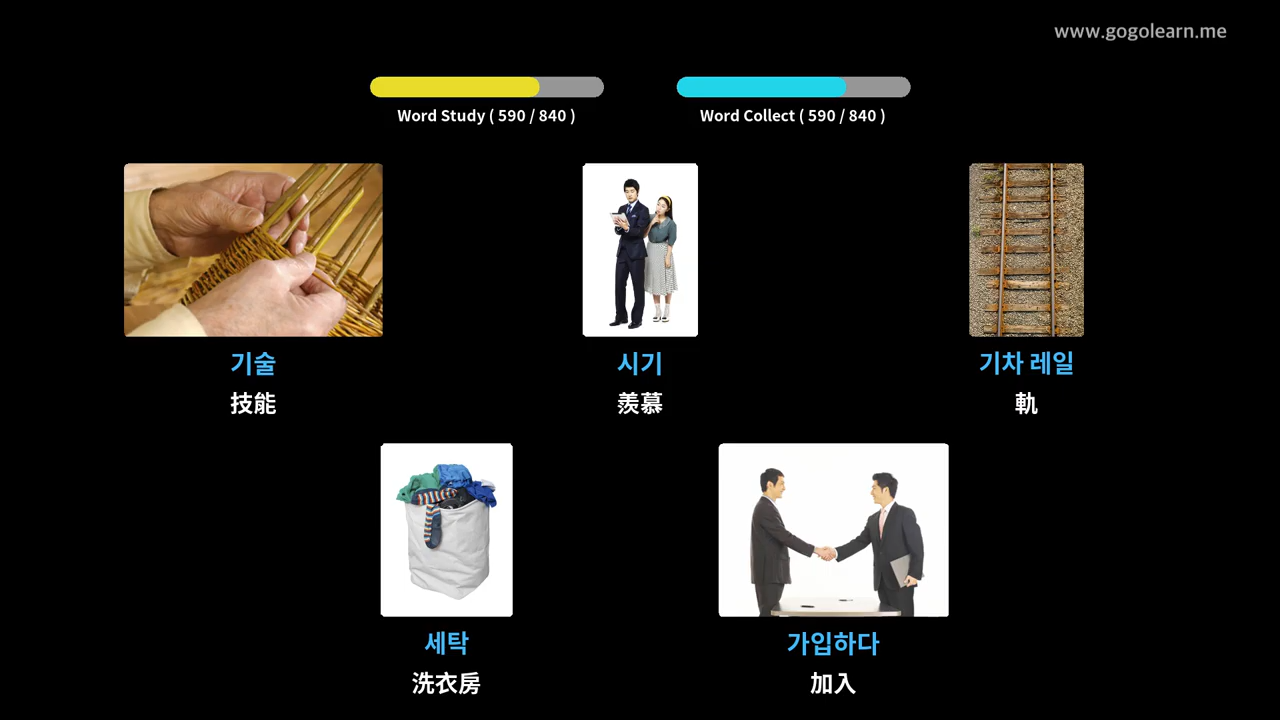 www.gogolearn.me
Word Study ( 590 / 840 )
Word Collect ( 590 / 840 )
기술
技能
시기
羨慕
기차 레일
軌
세탁
洗衣房
가입하다
加入